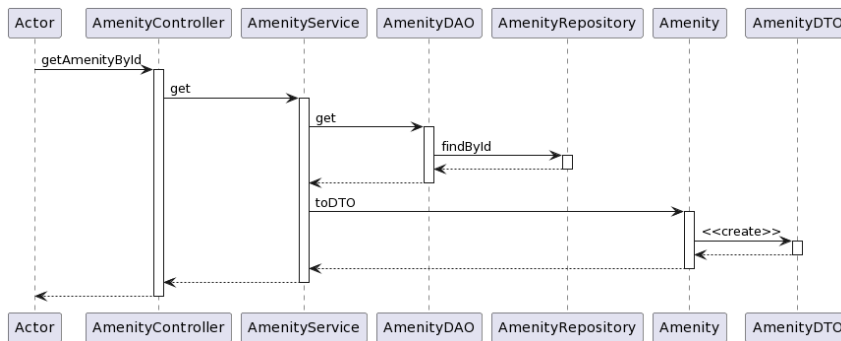 Actor AmenityController AmenityService AmenityDAO AmenityRepository Amenity AmenityDTO
getAmenityById
get
get
findById
toDTO
<<create>>
Actor AmenityController AmenityService AmenityDAO AmenityRepository Amenity AmenityDTO